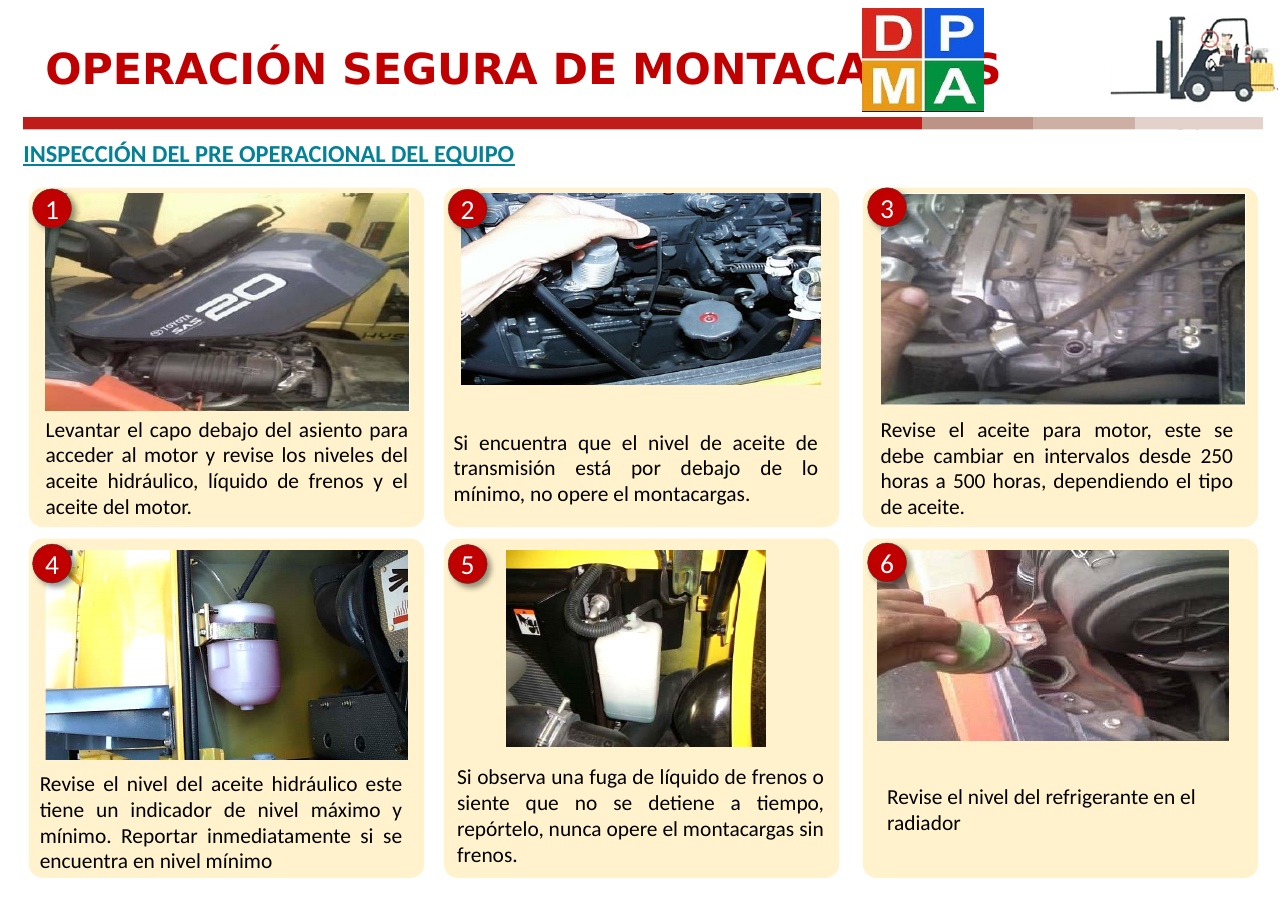 OPERACIÓN SEGURA DE MONTACA S
D P
M A
INSPECCIÓN DEL PRE OPERACIONAL DEL EQUIPO
1
2.0
TOYOTA
SAS
HYS
Levantar el capo debajo del asiento para
acceder al motor y revise los niveles del
aceite hidráulico, líquido de frenos y el
aceite del motor.
2
Si encuentra que el nivel de aceite de
transmisión está por debajo de lo
mínimo, no opere el montacargas.
3
Revise el aceite para motor, este se
debe cambiar en intervalos desde 250
horas a 500 horas, dependiendo el tipo
de aceite.
4
Revise el nivel del aceite hidráulico este
tiene un indicador de nivel máximo y
mínimo. Reportar inmediatamente si se
encuentra en nivel mínimo
5
Si observa una fuga de líquido de frenos o
siente que no se detiene a tiempo,
repórtelo, nunca opere el montacargas sin
frenos.
6
Revise el nivel del refrigerante en el
radiador